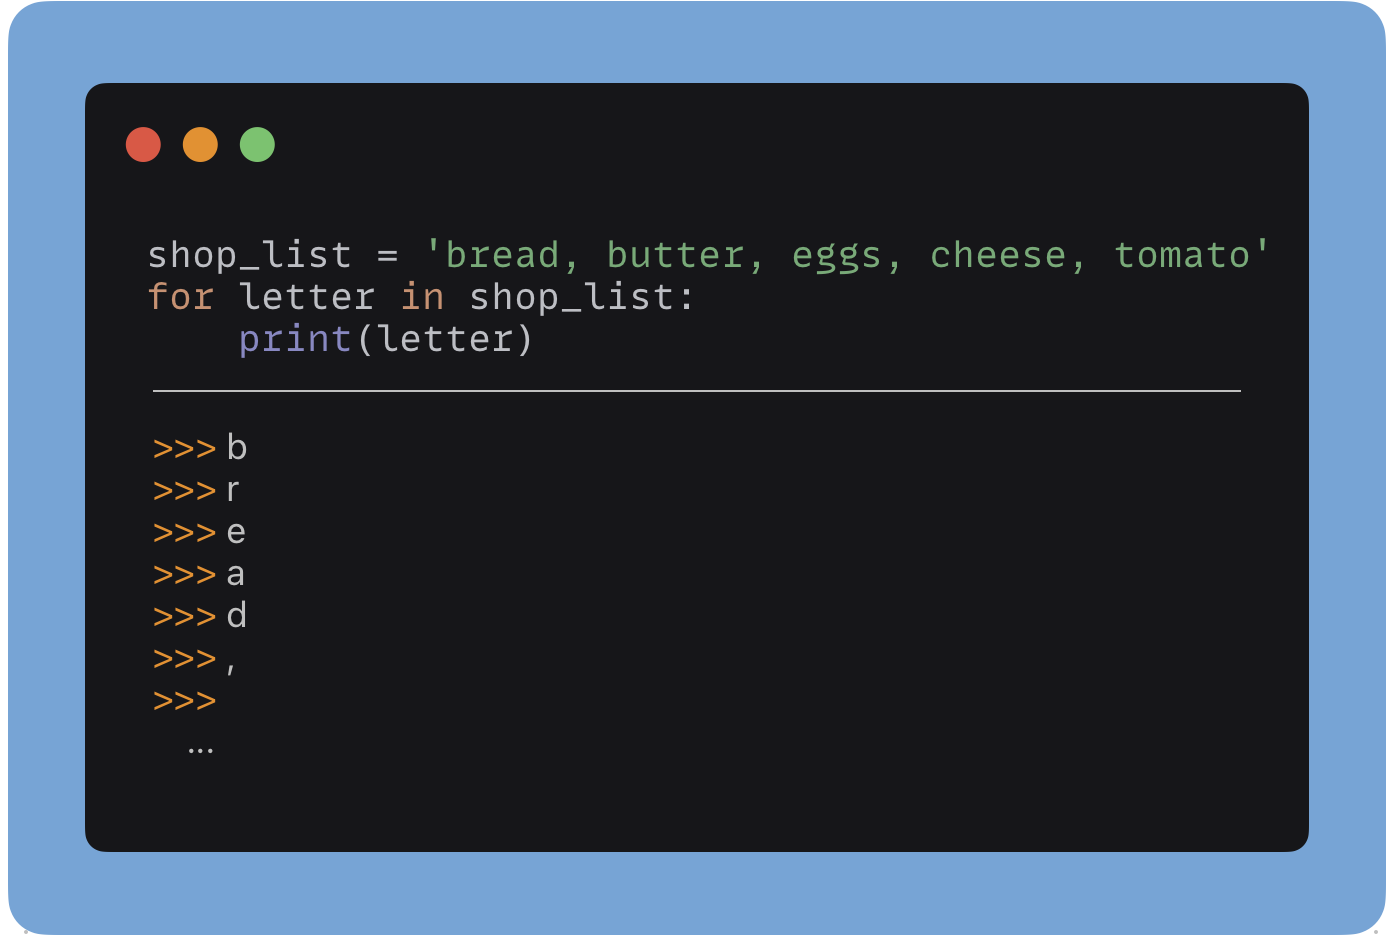 shop_list = 'bread, butter, eggs, cheese, tomato'
for letter in shop_list:
    print(letter)
>>> b
>>> r
>>> e
>>> a
>>> d
>>> ,
>>>
...